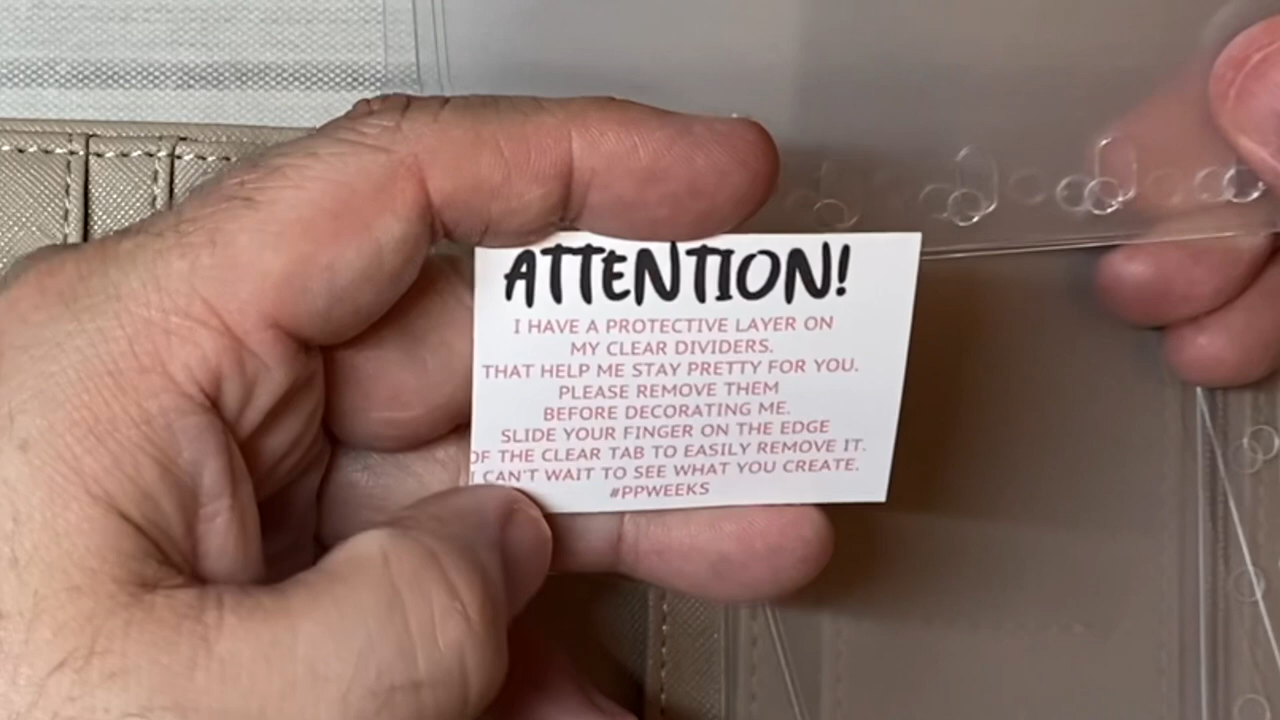 ATTENTION!
I HAVE A PROTECTIVE LAYER ON
MY CLEAR DIVIDERS.
THAT HELP ME STAY PRETTY FOR YOU.
PLEASE REMOVE THEM
BEFORE DECORATING ME.
SLIDE YOUR FINGER ON THE EDGE
OF THE CLEAR TAB TO EASILY REMOVE IT.
I CAN'T WAIT TO SEE WHAT YOU CREATE.
#PPWEEKS